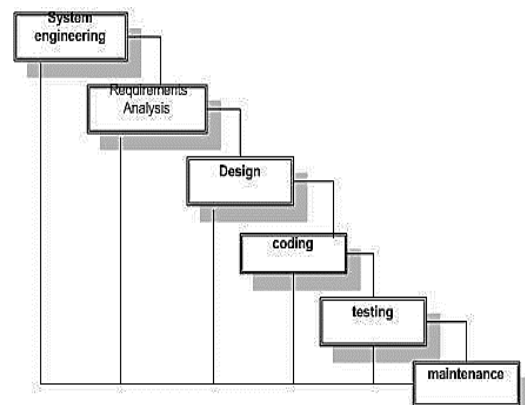 System
engineering
Requirements
Analysis
Design
coding
testing
maintenance